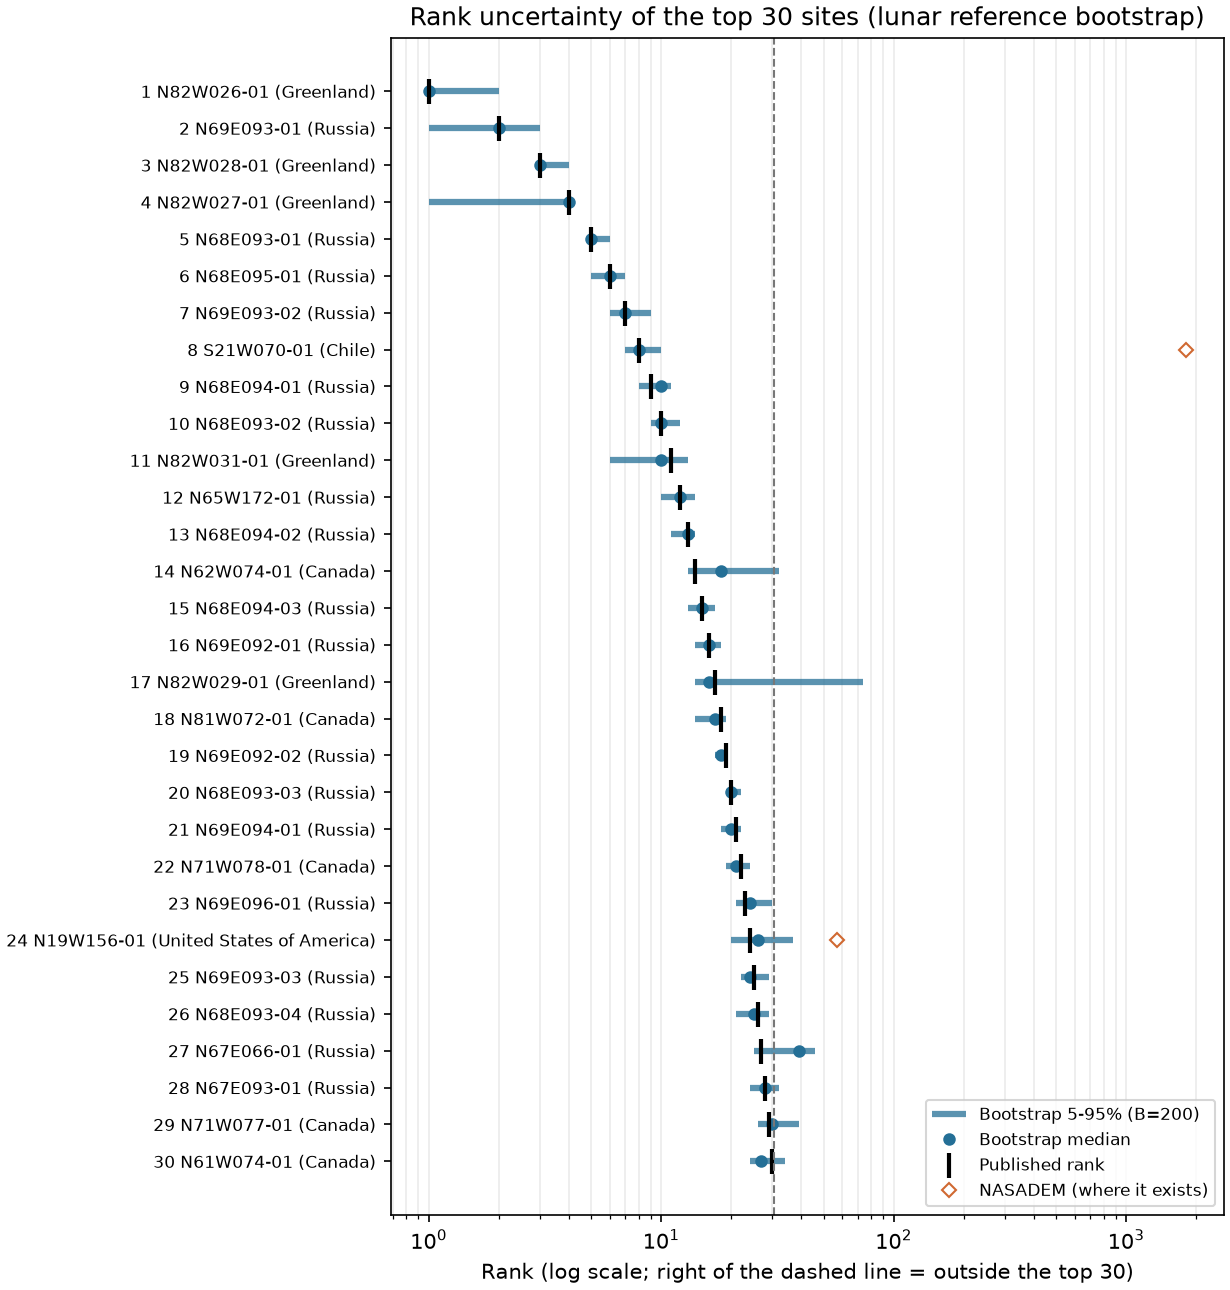 Rank uncertainty of the top 30 sites (lunar reference bootstrap)
1 N82W026-01 (Greenland)
2 N69E093-01 (Russia)
3 N82W028-01 (Greenland)
4 N82W027-01 (Greenland)
5 N68E093-01 (Russia)
6 N68E095-01 (Russia)
7 N69E093-02 (Russia)
8 S21W070-01 (Chile)
9 N68E094-01 (Russia)
10 N68E093-02 (Russia)
11 N82W031-01 (Greenland)
12 N65W172-01 (Russia)
13 N68E094-02 (Russia)
14 N62W074-01 (Canada)
15 N68E094-03 (Russia)
16 N69E092-01 (Russia)
17 N82W029-01 (Greenland)
18 N81W072-01 (Canada)
19 N69E092-02 (Russia)
20 N68E093-03 (Russia)
21 N69E094-01 (Russia)
22 N71W078-01 (Canada)
23 N69E096-01 (Russia)
24 N19W156-01 (United States of America)
25 N69E093-03 (Russia)
26 N68E093-04 (Russia)
27 N67E066-01 (Russia)
28 N67E093-01 (Russia)
29 N71W077-01 (Canada)
30 N61W074-01 (Canada)
Bootstrap 5-95% (B=200)
Bootstrap median
Published rank
NASADEM (where it exists)
10⁰ 10¹ 10² 10³
Rank (log scale; right of the dashed line = outside the top 30)